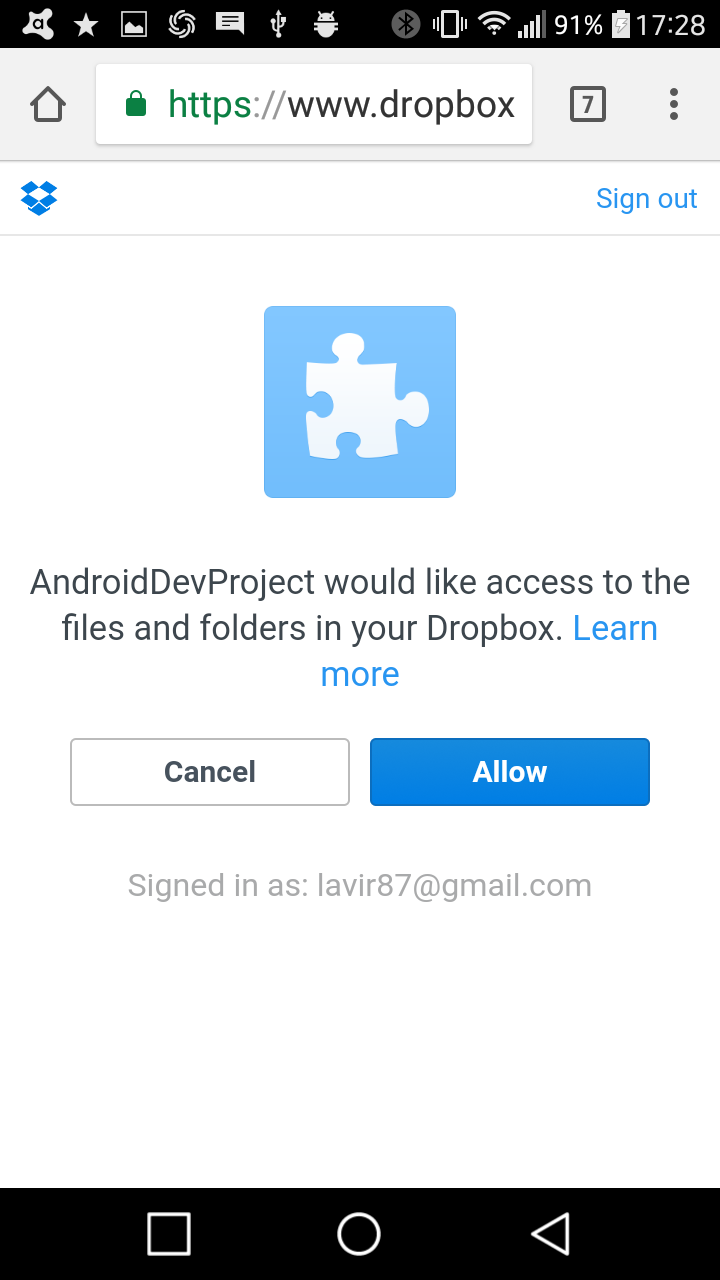 91% 17:28
https://www.dropbox 7
Sign out
AndroidDevProject would like access to the
files and folders in your Dropbox. Learn
more
Cancel Allow
Signed in as: lavir87@gmail.com